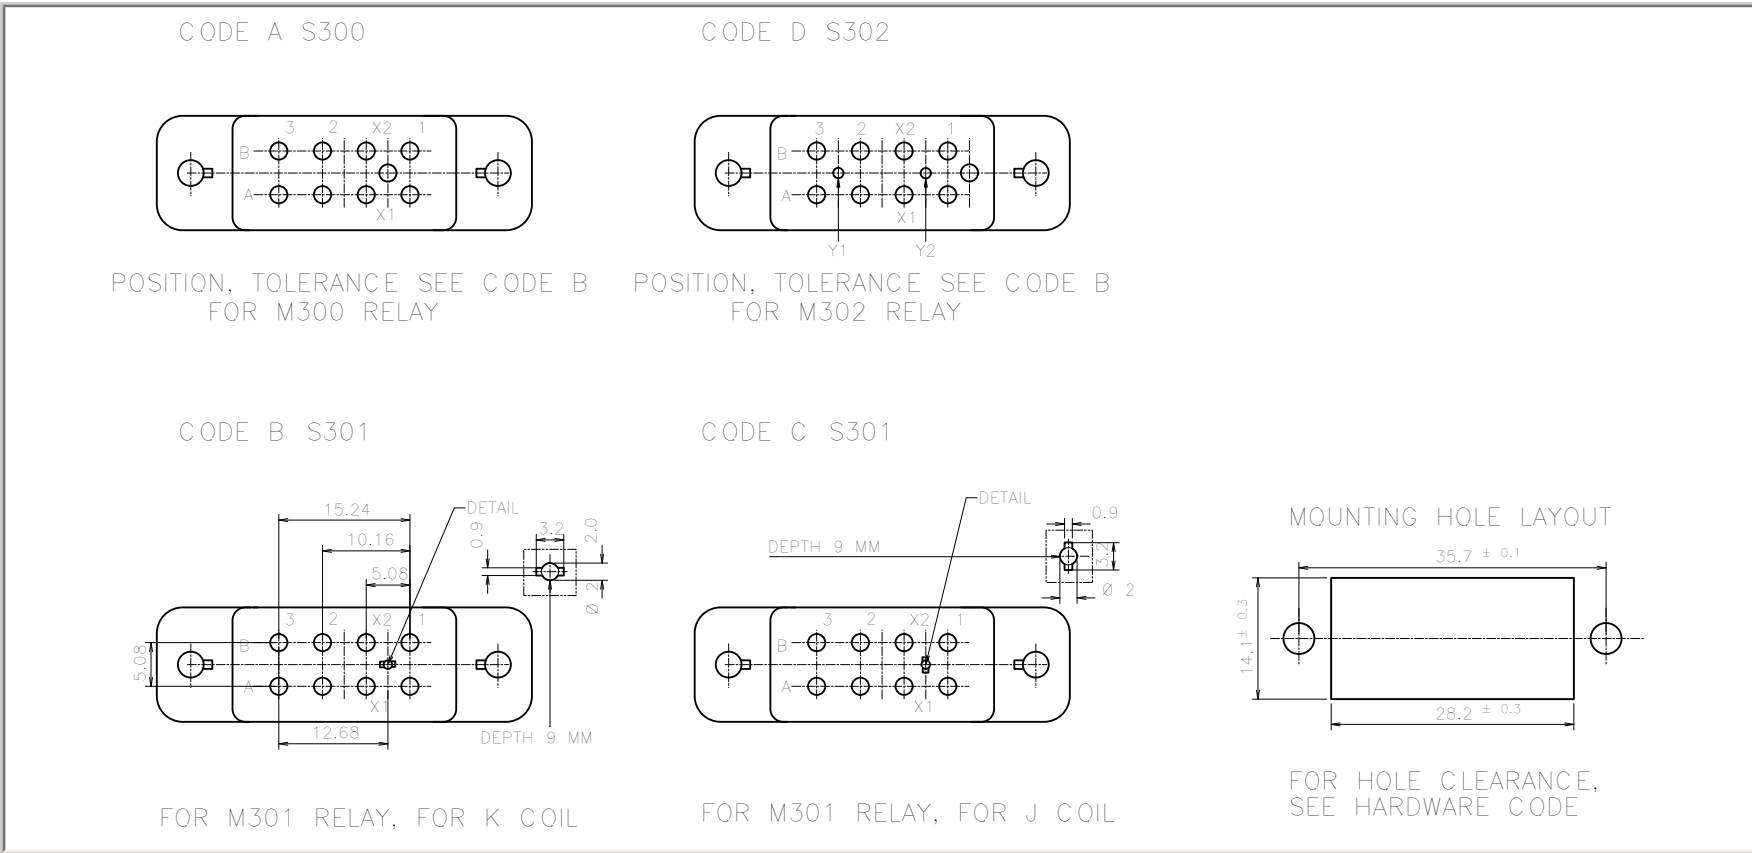 CODE A S300
CODE D S302
3 2 X2 1
B
A
X1
3 2 X2 1
B
A
X1
Y1 Y2
POSITION, TOLERANCE SEE CODE B
FOR M300 RELAY
POSITION, TOLERANCE SEE CODE B
FOR M302 RELAY
CODE B S301
CODE C S301
15.24
DETAIL
10.16
5.08
0.9
3.2
2.0
Ø 2
3 2 X2 1
B
5.08
A
X1
12.68
DEPTH 9 MM
DETAIL
0.9
DEPTH 9 MM
3.2
Ø 2
3 2 X2 1
B
A
X1
MOUNTING HOLE LAYOUT
35.7 ± 0.1
14.1 ± 0.3
28.2 ± 0.3
FOR M301 RELAY, FOR K COIL
FOR M301 RELAY, FOR J COIL
FOR HOLE CLEARANCE,
SEE HARDWARE CODE